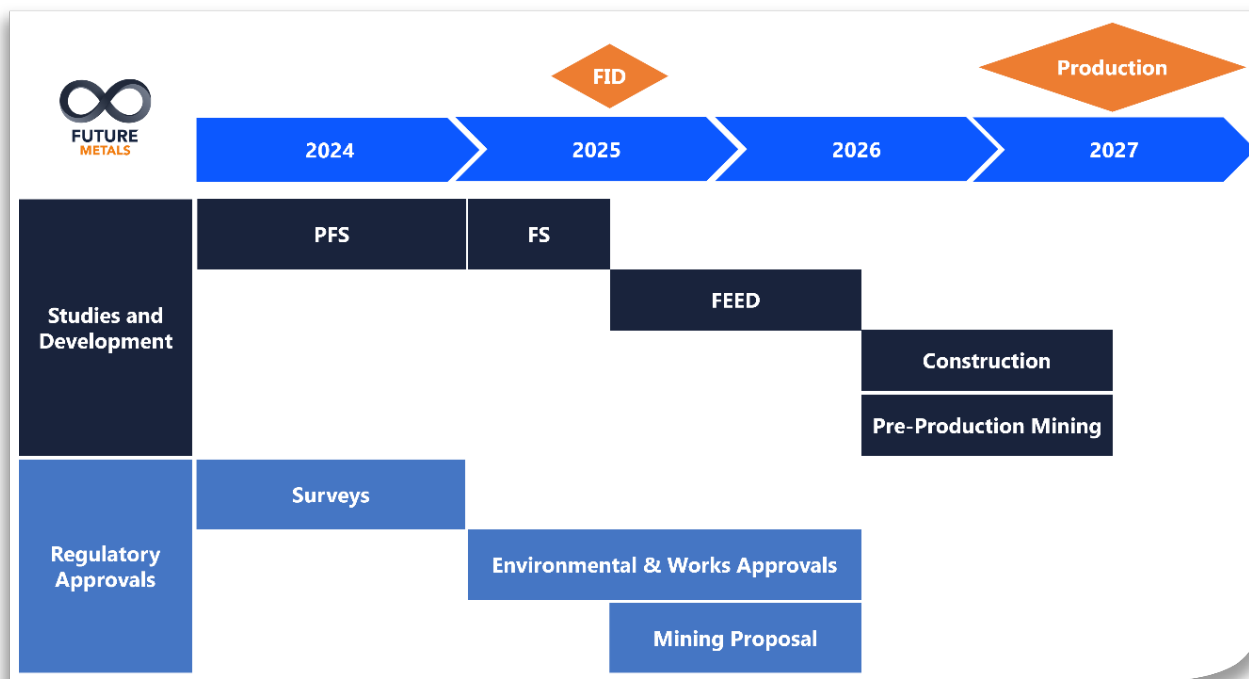 FID
Production
FUTURE
METALS
2024
2025
2026
2027
Studies and
Development
PFS
FS
FEED
Construction
Pre-Production Mining
Regulatory
Approvals
Surveys
Environmental & Works Approvals
Mining Proposal